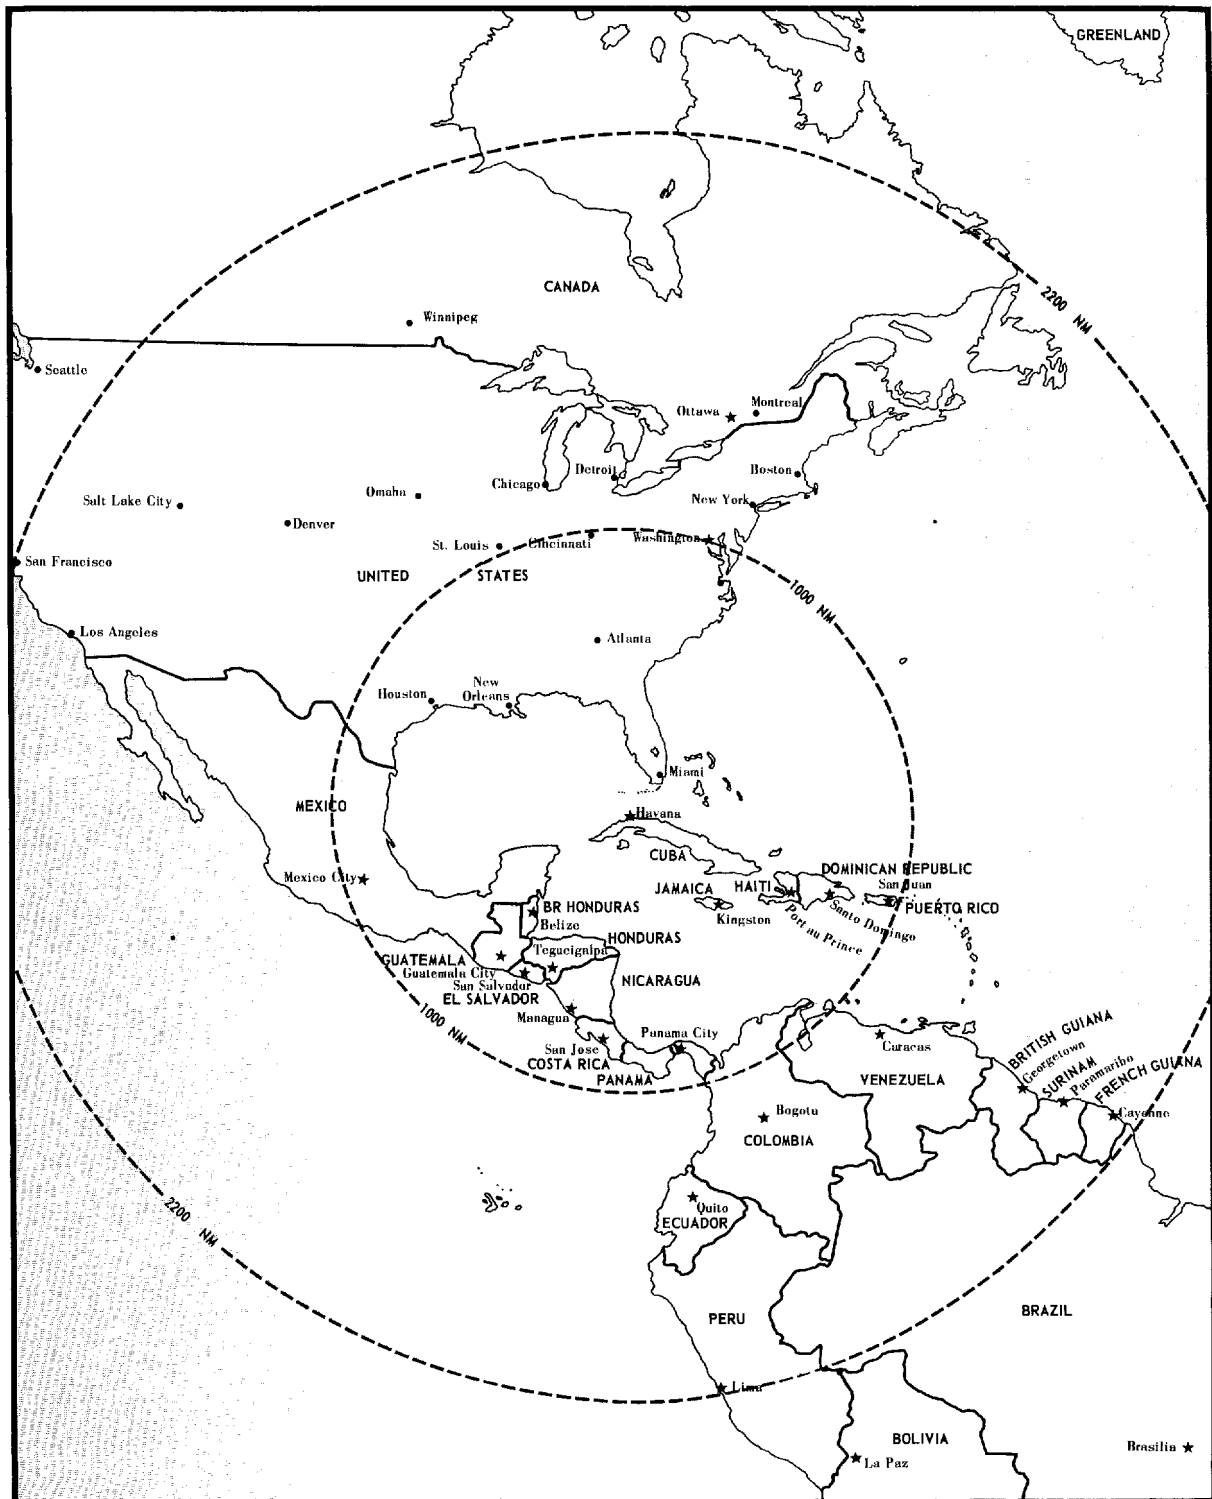 GREENLAND
CANADA
2200 NM
Winnipeg
Seattle
Montreal
Ottawa
Boston
Detroit
Chicago
New York
Omaha
Salt Lake City
Denver
Washington
Cincinnati
St. Louis
San Francisco
UNITED STATES
1000 NM
Los Angeles
Atlanta
New
Orleans
Houston
Miami
MEXICO
Havana
CUBA
DOMINICAN REPUBLIC
Mexico City
JAMAICA
HAITI
San Juan
PUERTO RICO
BR HONDURAS
Belize
Kingston
Port au Prince
Santo Domingo
HONDURAS
Tegucigalpa
GUATEMALA
Guatemala City
NICARAGUA
San Salvador
EL SALVADOR
1000 NM
Managua
Panama City
San Jose
COSTA RICA
PANAMA
Caracas
VENEZUELA
BRITISH GUIANA
Georgetown
SURINAM
Paramaribo
FRENCH GUIANA
Cayenne
Bogota
COLOMBIA
2200 NM
Quito
ECUADOR
PERU
BRAZIL
Lima
BOLIVIA
La Paz
Brasilia